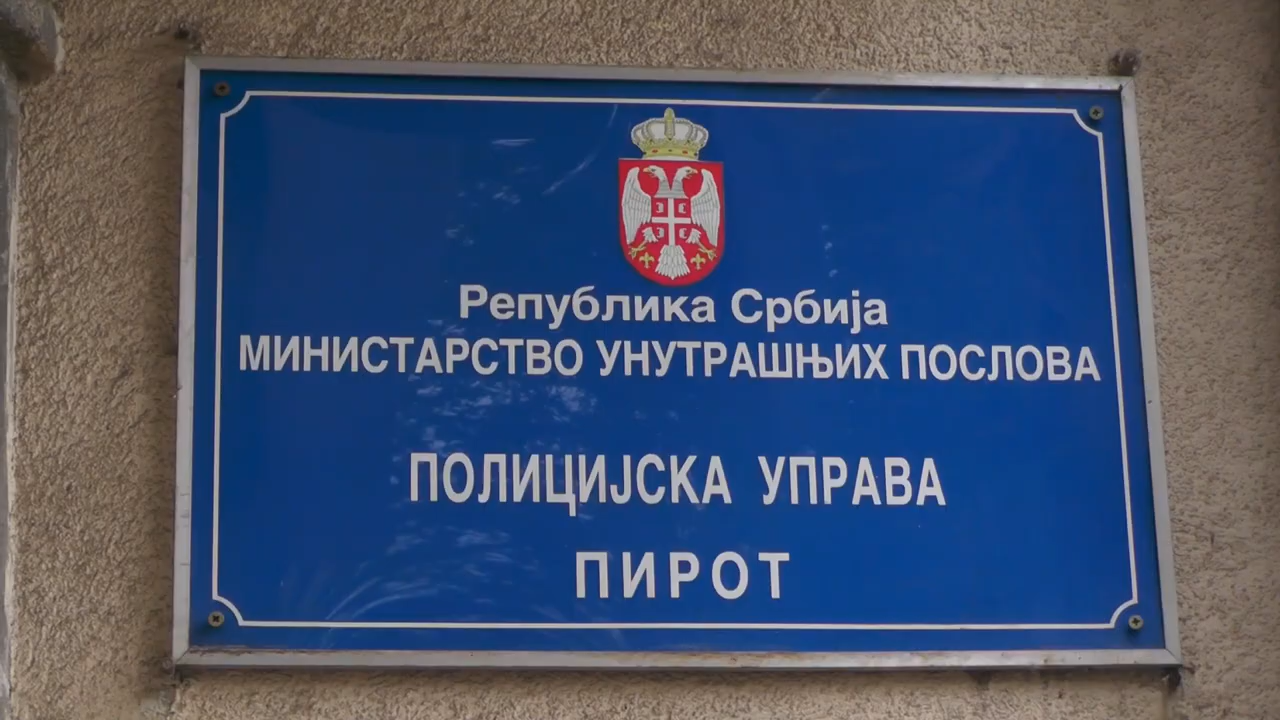 Република Србија
МИНИСТАРСТВО УНУТРАШЊИХ ПОСЛОВА
ПОЛИЦИЈСКА УПРАВА
ПИРОТ